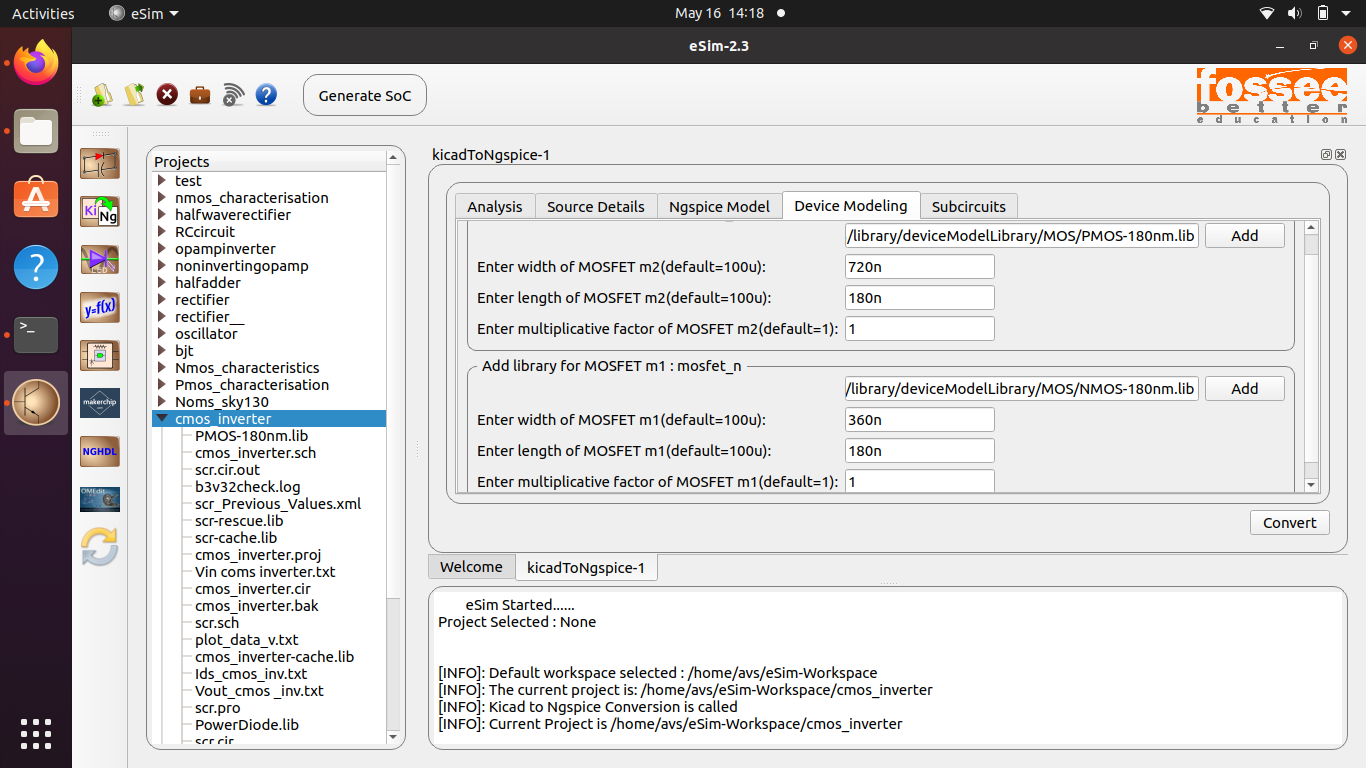 Activities
eSim
May 16 14:18
eSim-2.3
Generate SoC
fossee
better
education
Projects
test
nmos_characterisation
halfwaverectifier
RCcircuit
opampinverter
noninvertingopamp
halfadder
rectifier
rectifier__
oscillator
bjt
Nmos_characteristics
Pmos_characterisation
Noms_sky130
cmos_inverter
PMOS-180nm.lib
cmos_inverter.sch
scr.cir.out
b3v32check.log
scr_Previous_Values.xml
scr-rescue.lib
scr-cache.lib
cmos_inverter.proj
Vin coms inverter.txt
cmos_inverter.cir
cmos_inverter.bak
scr.sch
plot_data_v.txt
cmos_inverter-cache.lib
Ids_cmos_inv.txt
Vout_cmos _inv.txt
scr.pro
PowerDiode.lib
scr.cir
Ki
Ng
LED
y=f(x)
makerchip
NGHDL
OMEdit
kicadToNgspice-1
Analysis
Source Details
Ngspice Model
Device Modeling
Subcircuits
/library/deviceModelLibrary/MOS/PMOS-180nm.lib
Add
Enter width of MOSFET m2(default=100u):
720n
Enter length of MOSFET m2(default=100u):
180n
Enter multiplicative factor of MOSFET m2(default=1):
1
Add library for MOSFET m1 : mosfet_n
/library/deviceModelLibrary/MOS/NMOS-180nm.lib
Add
Enter width of MOSFET m1(default=100u):
360n
Enter length of MOSFET m1(default=100u):
180n
Enter multiplicative factor of MOSFET m1(default=1):
1
Convert
Welcome
kicadToNgspice-1
eSim Started......
Project Selected : None
[INFO]: Default workspace selected : /home/avs/eSim-Workspace
[INFO]: The current project is: /home/avs/eSim-Workspace/cmos_inverter
[INFO]: Kicad to Ngspice Conversion is called
[INFO]: Current Project is /home/avs/eSim-Workspace/cmos_inverter